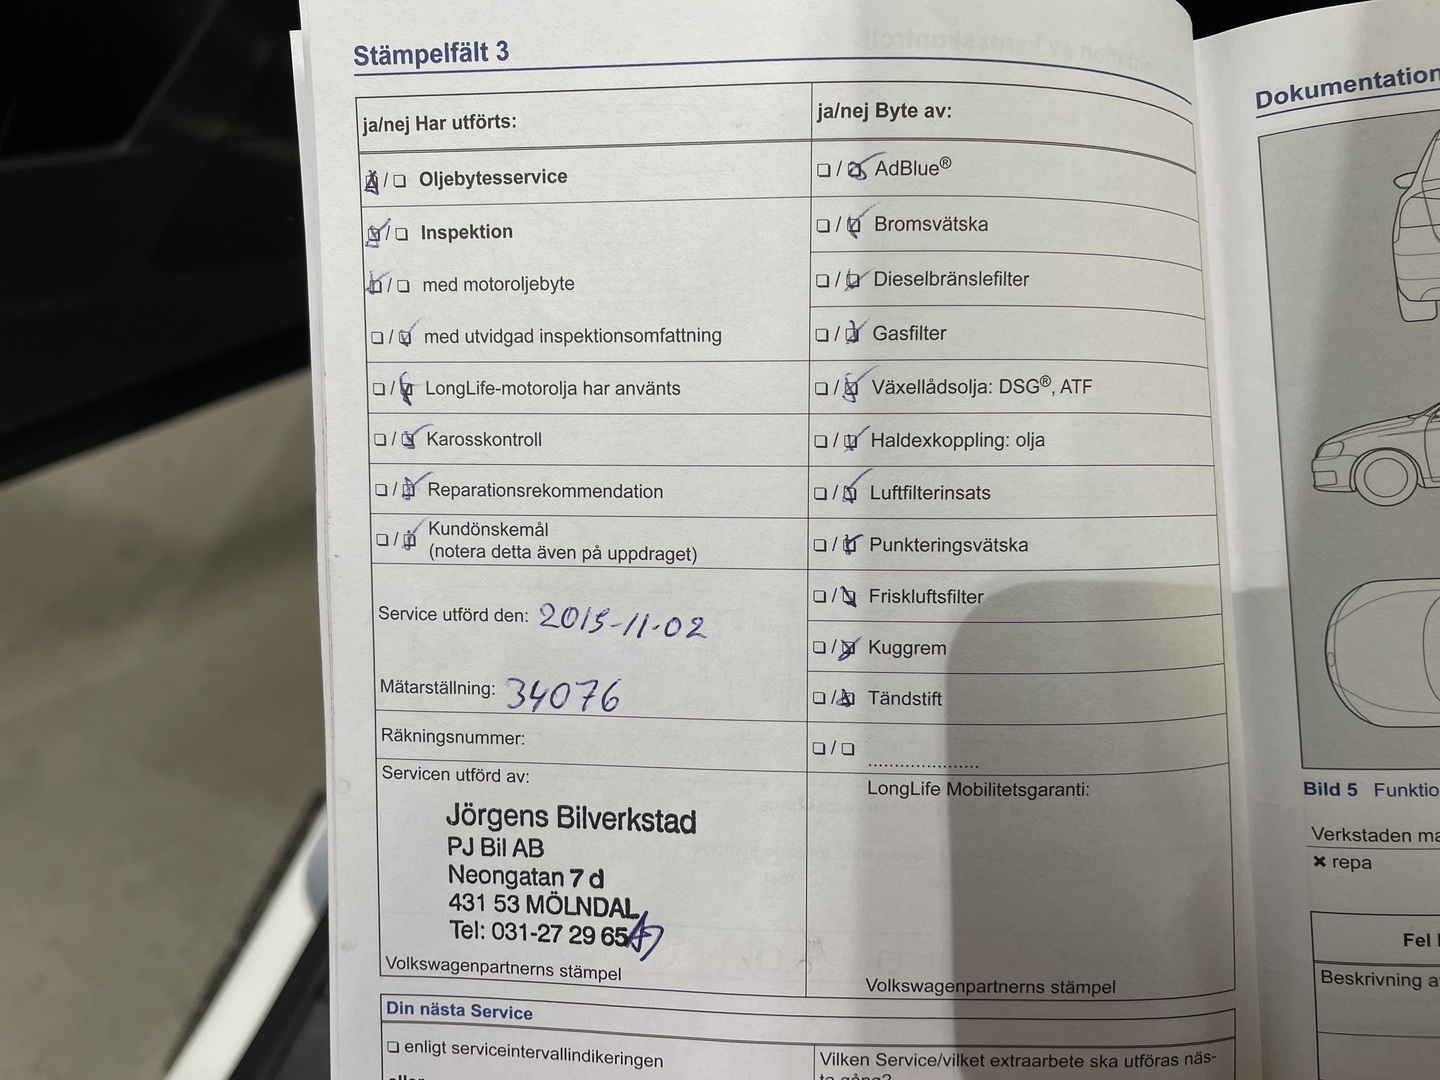 Stämpelfält 3
ja/nej Har utförts:
☒ / ☐ Oljebytesservice
☒ / ☐ Inspektion
☒ / ☐ med motoroljebyte
☐ / ☒ med utvidgad inspektionsomfattning
☐ / ☒ LongLife-motorolja har använts
☐ / ☒ Karosskontroll
☐ / ☒ Reparationsrekommendation
☐ / ☒ Kundönskemål
(notera detta även på uppdraget)
Service utförd den: 2015-11-02
Mätarställning: 34076
Räkningsnummer:
Servicen utförd av:
Jörgens Bilverkstad
PJ Bil AB
Neongatan 7 d
431 53 MÖLNDAL
Tel: 031-27 29 65
Volkswagenpartnerns stämpel
ja/nej Byte av:
☐ / ☒ AdBlue®
☐ / ☒ Bromsvätska
☐ / ☒ Dieselbränslefilter
☐ / ☒ Gasfilter
☐ / ☒ Växellådsolja: DSG®, ATF
☐ / ☒ Haldexkoppling: olja
☐ / ☒ Luftfilterinsats
☐ / ☒ Punkteringsvätska
☐ / ☒ Friskluftsfilter
☐ / ☒ Kuggrem
☐ / ☒ Tändstift
☐ / ☐ .....................
LongLife Mobilitetsgaranti:
Volkswagenpartnerns stämpel
Din nästa Service
☐ enligt serviceintervallindikeringen
Vilken Service/vilket extraarbete ska utföras näs-
Dokumentation
Bild 5 Funktio
Verkstaden ma
✖ repa
Fel
Beskrivning a